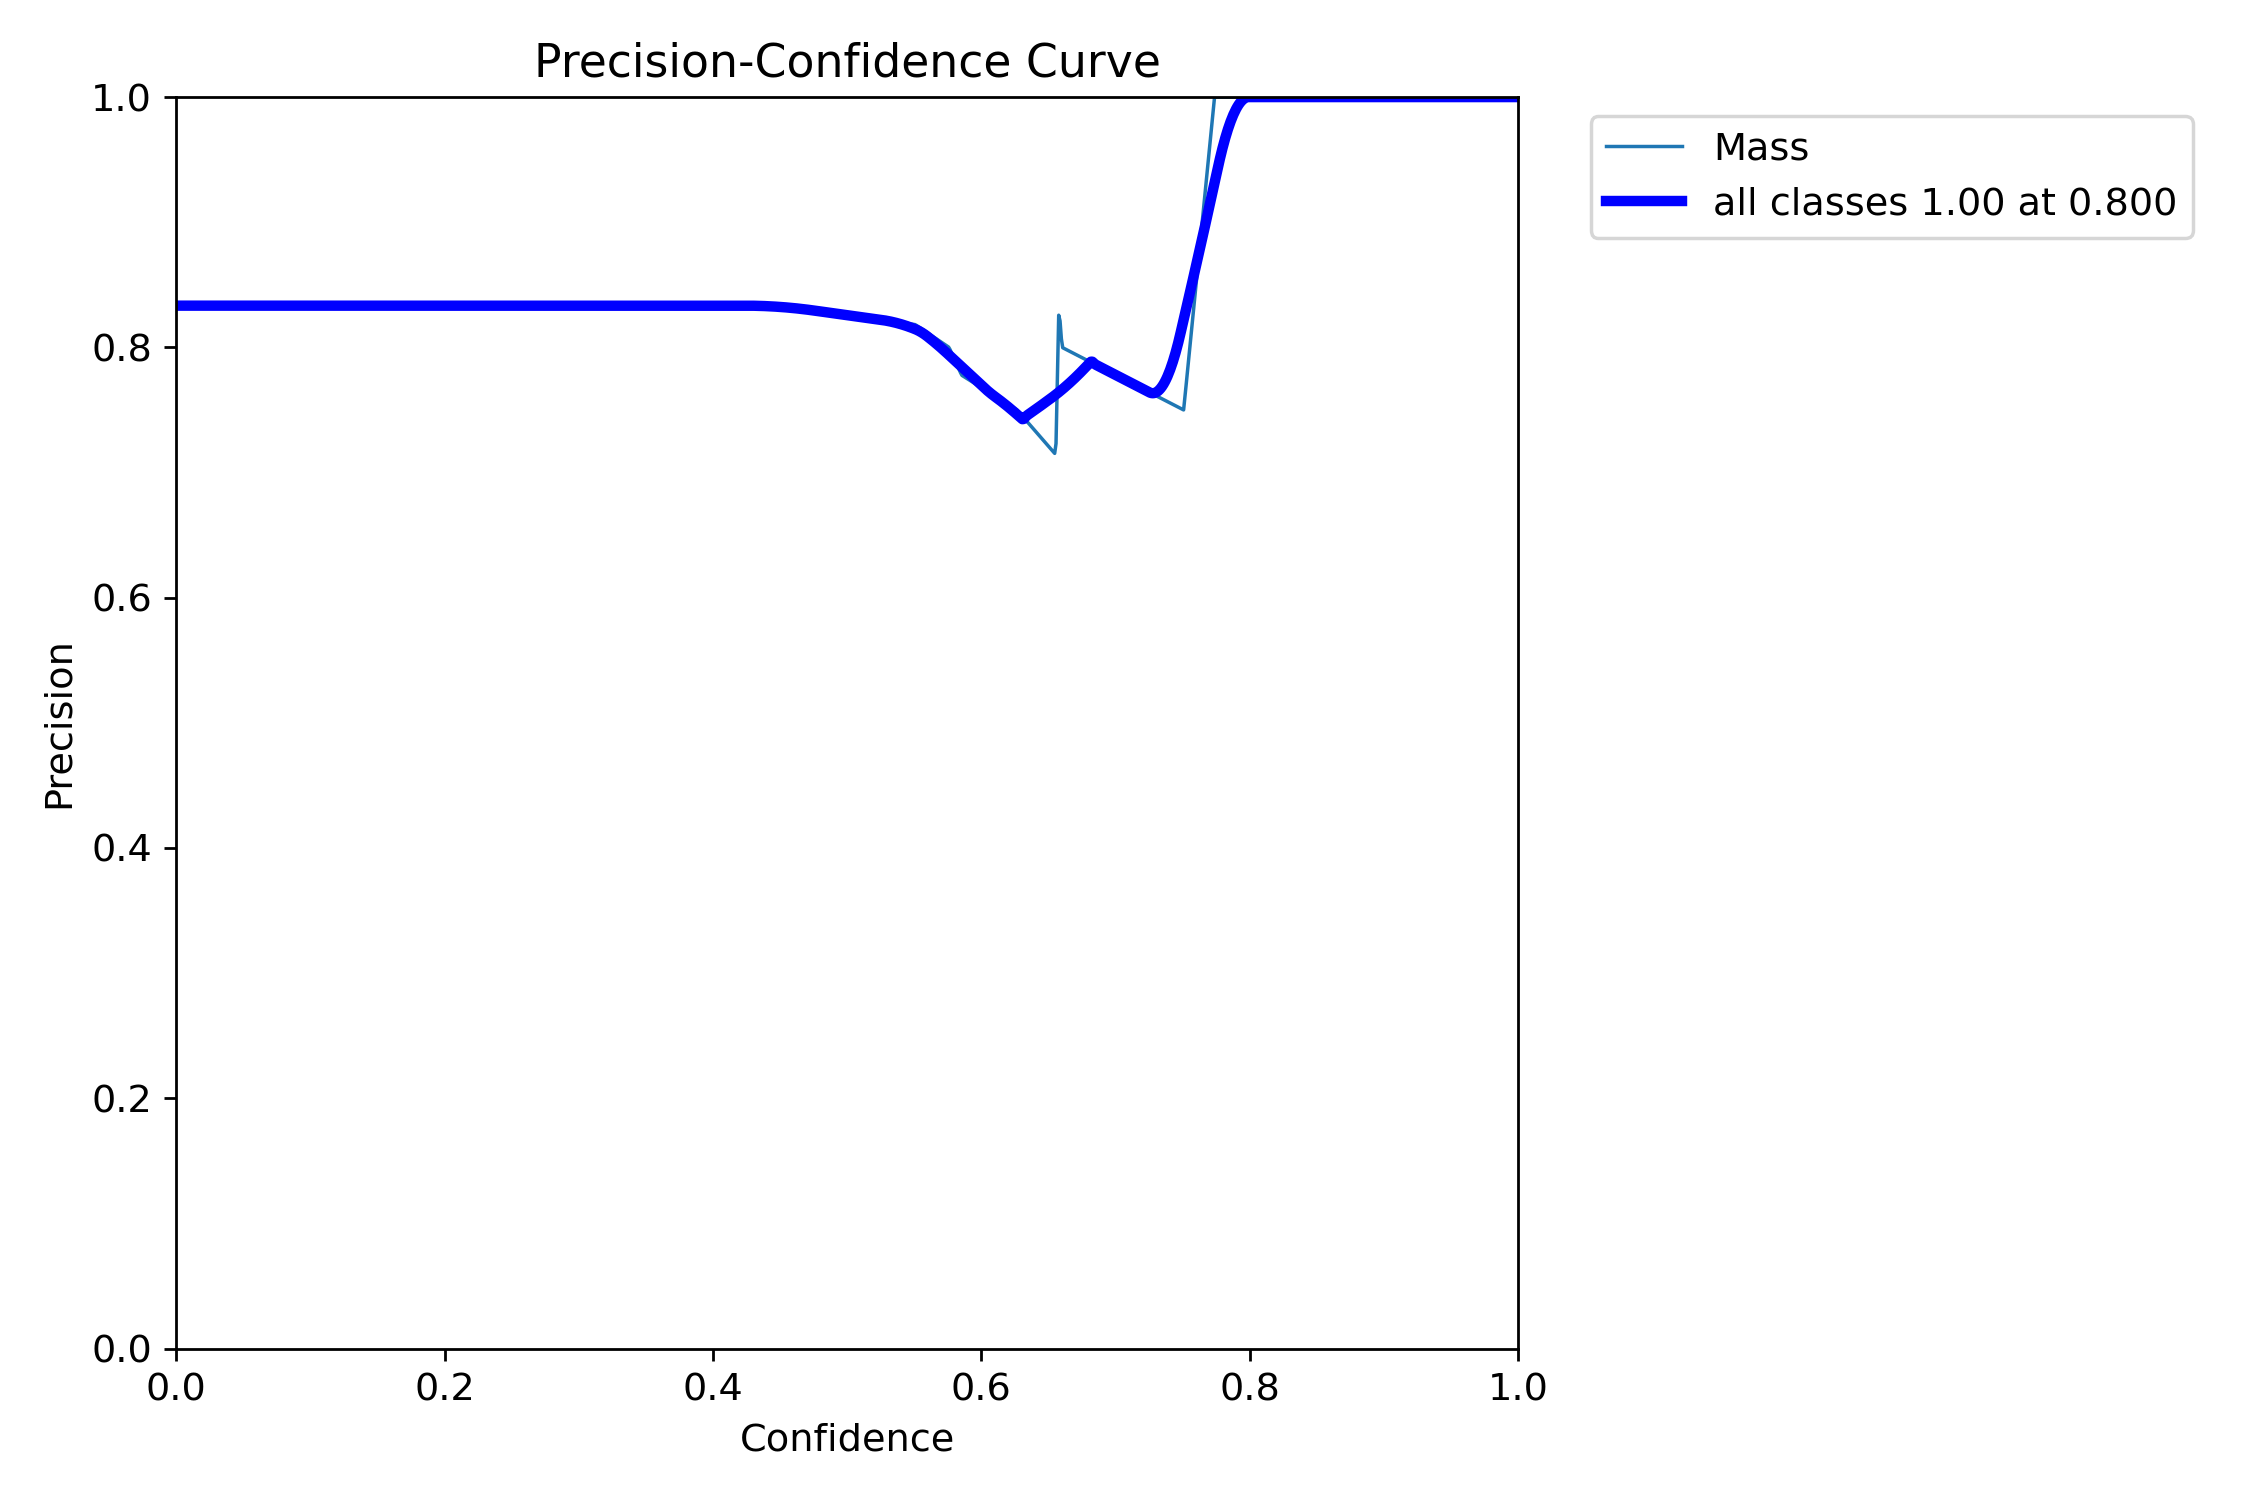 Precision-Confidence Curve
Mass
all classes 1.00 at 0.800
1.0
0.8
0.6
0.4
0.2
0.0
Precision
0.0 0.2 0.4 0.6 0.8 1.0
Confidence